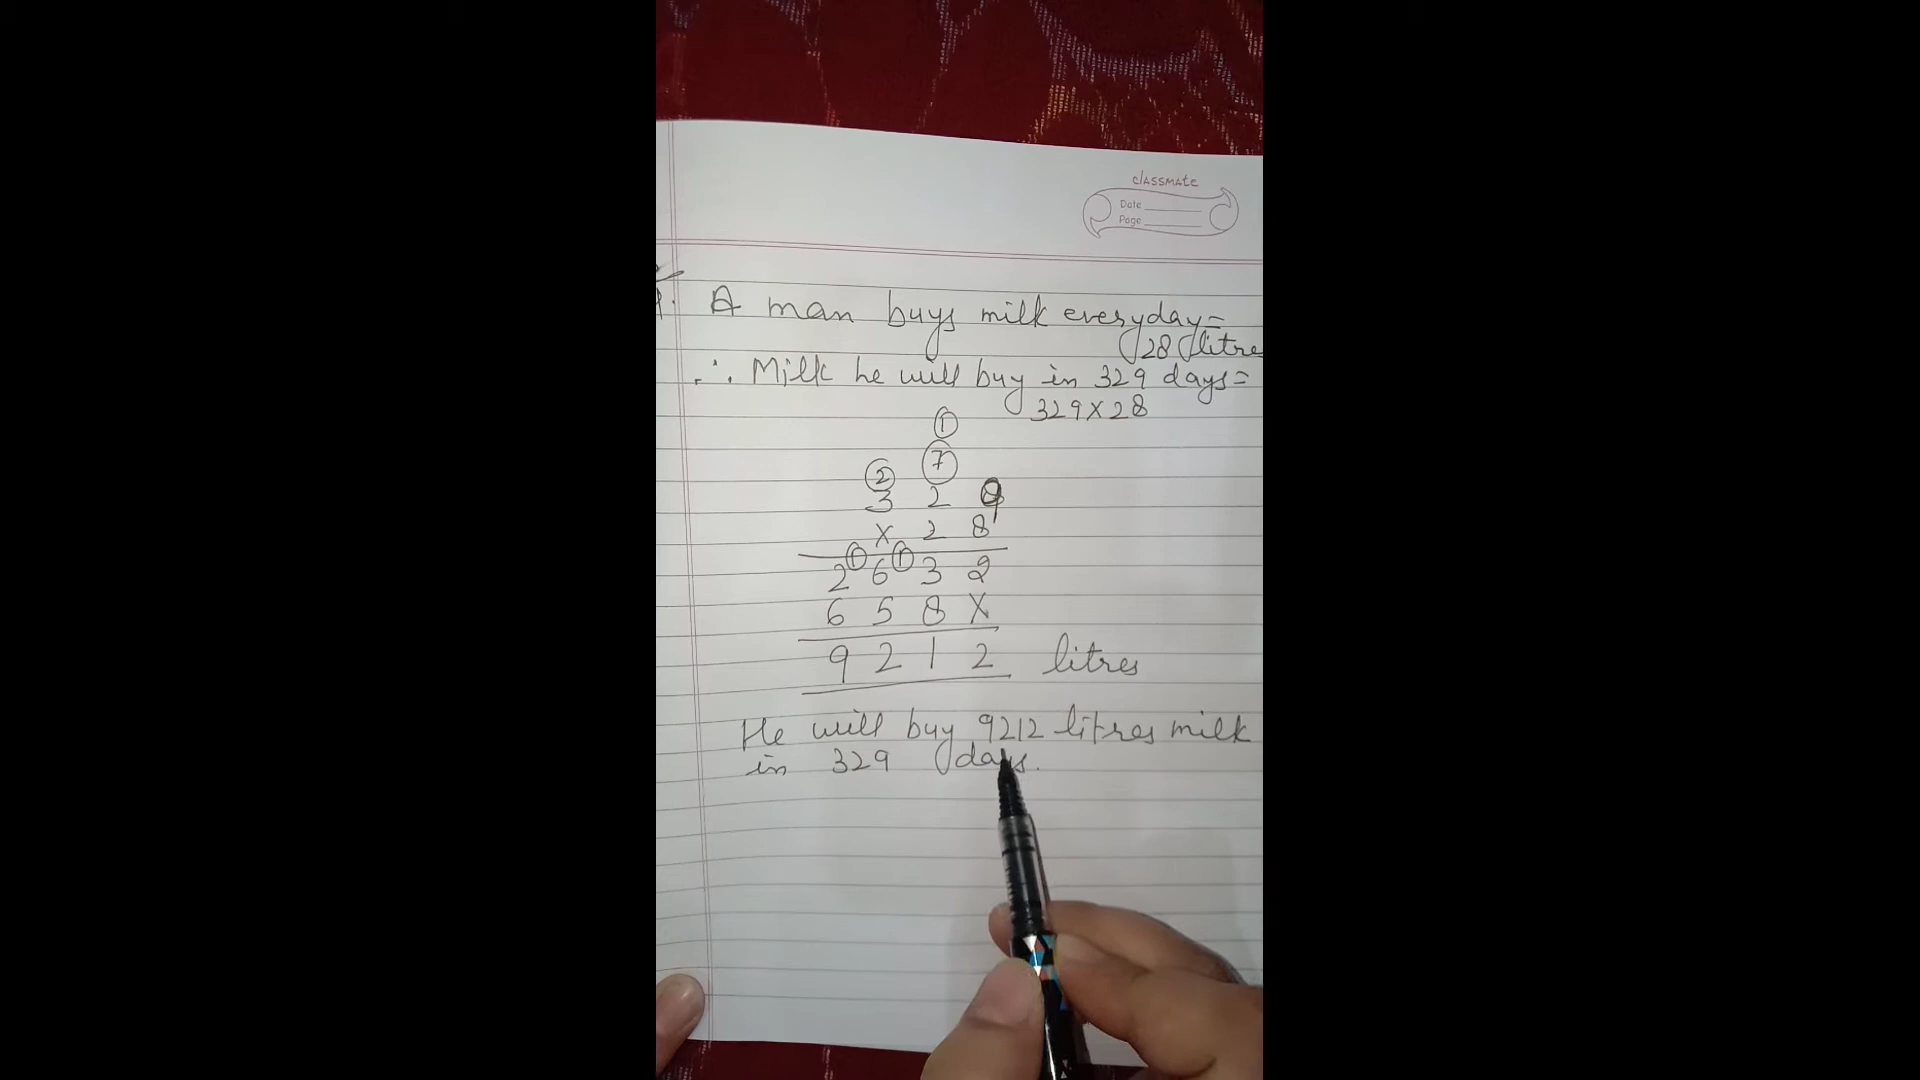 classmate
Date
Page
A man buys milk everyday =
28 litre
∴ Milk he will buy in 329 days =
329 x 28
1
7
2
3 2 9
x 2 8
1 1
2 6 3 2
6 5 8 X
9 2 1 2 litres
He will buy 9212 litres milk
in 329 days.